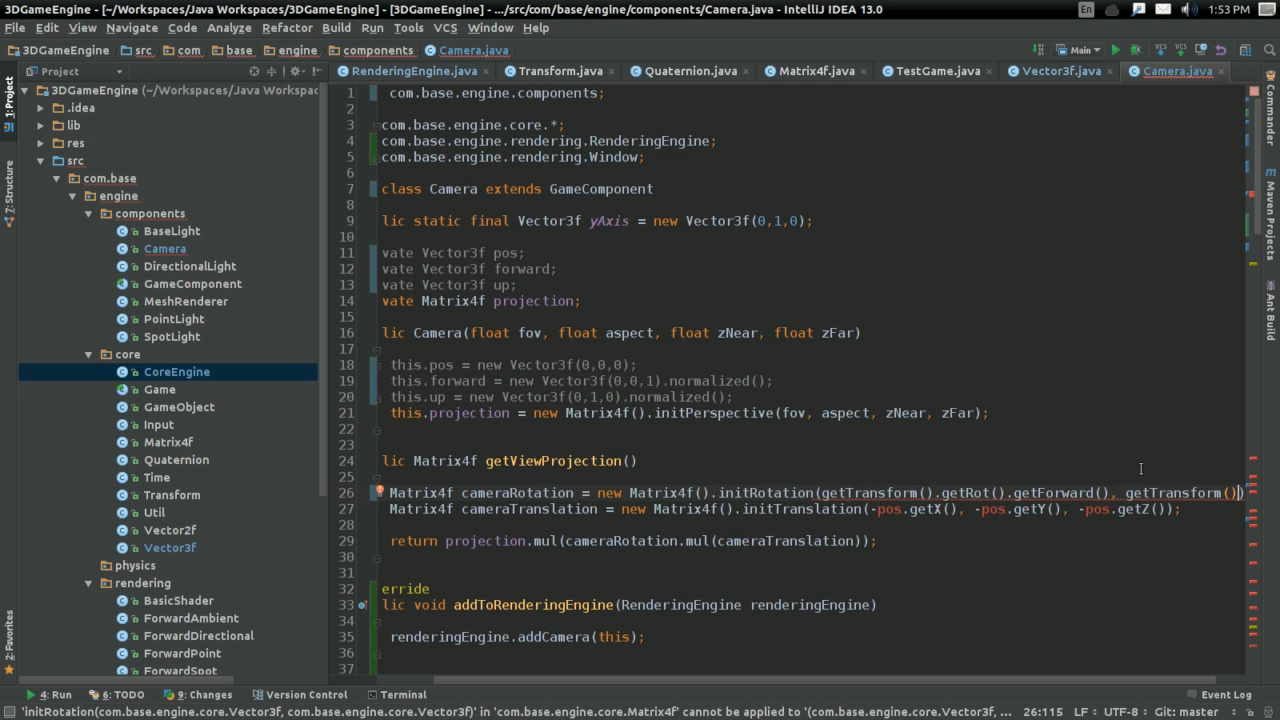 3DGameEngine - [~/Workspaces/Java Workspaces/3DGameEngine] - [3DGameEngine] - .../src/com/base/engine/components/Camera.java - IntelliJ IDEA 13.0
En
1:53 PM
File Edit View Navigate Code Analyze Refactor Build Run Tools VCS Window Help
3DGameEngine src com base engine components Camera.java
Main
VCS VCS
Project
RenderingEngine.java Transform.java Quaternion.java Matrix4f.java TestGame.java Vector3f.java Camera.java
1: Project
7: Structure
2: Favorites
3DGameEngine (~/Workspaces/Java Workspac
.idea
lib
res
src
com.base
engine
components
BaseLight
Camera
DirectionalLight
GameComponent
MeshRenderer
PointLight
SpotLight
core
CoreEngine
Game
GameObject
Input
Matrix4f
Quaternion
Time
Transform
Util
Vector2f
Vector3f
physics
rendering
BasicShader
ForwardAmbient
ForwardDirectional
ForwardPoint
ForwardSpot
1 com.base.engine.components;
2
3 com.base.engine.core.*;
4 com.base.engine.rendering.RenderingEngine;
5 com.base.engine.rendering.Window;
6
7 class Camera extends GameComponent
8
9 lic static final Vector3f yAxis = new Vector3f(0,1,0);
10
11 vate Vector3f pos;
12 vate Vector3f forward;
13 vate Vector3f up;
14 vate Matrix4f projection;
15
16 lic Camera(float fov, float aspect, float zNear, float zFar)
17
18 this.pos = new Vector3f(0,0,0);
19 this.forward = new Vector3f(0,0,1).normalized();
20 this.up = new Vector3f(0,1,0).normalized();
21 this.projection = new Matrix4f().initPerspective(fov, aspect, zNear, zFar);
22
23
24 lic Matrix4f getViewProjection()
25
26 Matrix4f cameraRotation = new Matrix4f().initRotation(getTransform().getRot().getForward(), getTransform())
27 Matrix4f cameraTranslation = new Matrix4f().initTranslation(-pos.getX(), -pos.getY(), -pos.getZ());
28
29 return projection.mul(cameraRotation.mul(cameraTranslation));
30
31
32 erride
33 lic void addToRenderingEngine(RenderingEngine renderingEngine)
34
35 renderingEngine.addCamera(this);
36
37
Commander
m Maven Projects
Ant Build
4: Run 6: TODO 9: Changes Version Control Terminal Event Log
'initRotation(com.base.engine.core.Vector3f, com.base.engine.core.Vector3f)' in 'com.base.engine.core.Matrix4f' cannot be applied to '(com.base.engine.core.Vector3f, ... 26:115 LF UTF-8 Git: master